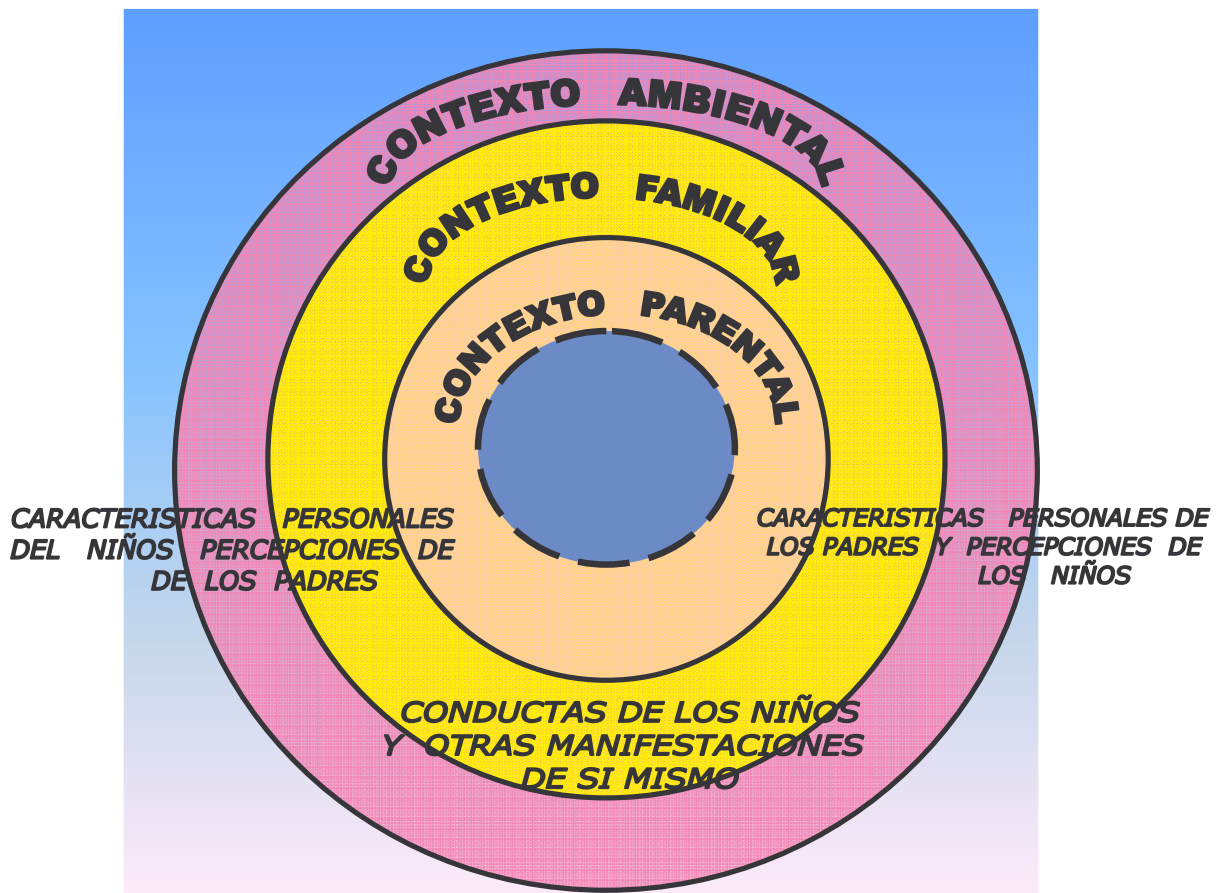 CONTEXTO AMBIENTAL
CONTEXTO FAMILIAR
CONTEXTO PARENTAL
CARACTERISTICAS PERSONALES
DEL NIÑOS PERCEPCIONES DE
DE LOS PADRES
CARACTERISTICAS PERSONALES DE
LOS PADRES Y PERCEPCIONES DE
LOS NIÑOS
CONDUCTAS DE LOS NIÑOS
Y OTRAS MANIFESTACIONES
DE SI MISMO